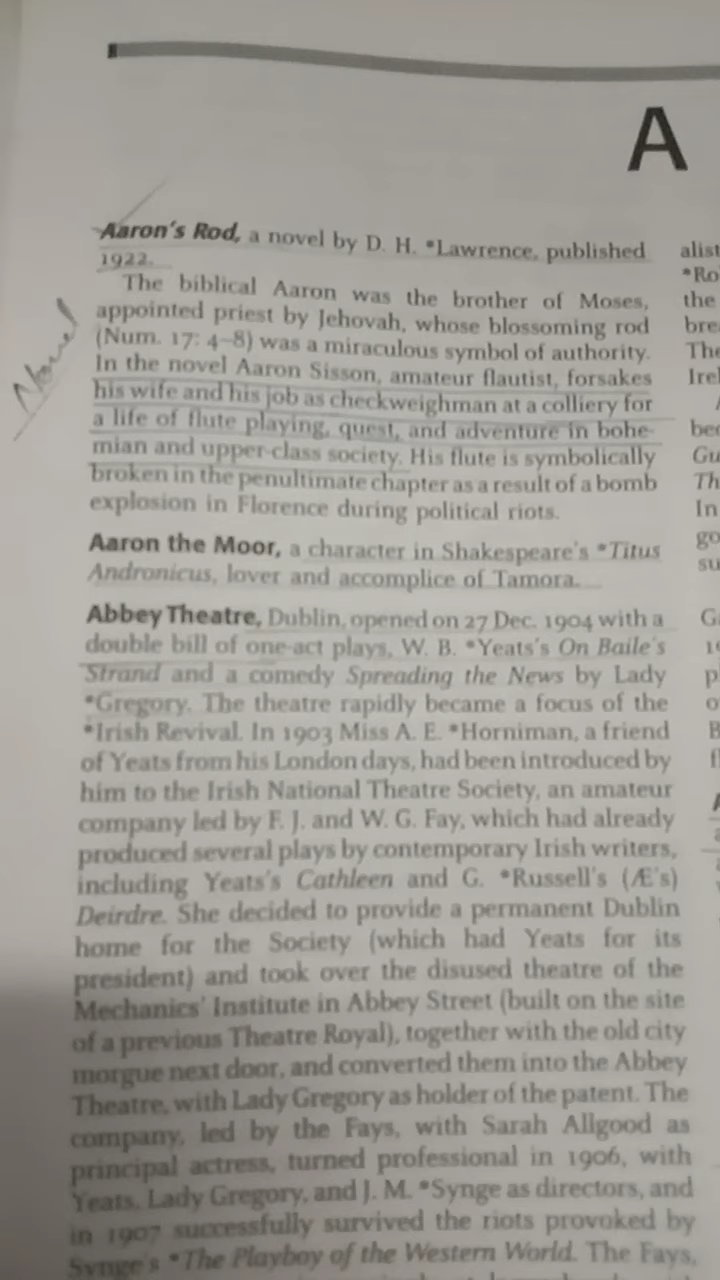 A
Novel
Aaron's Rod, a novel by D. H. *Lawrence, published
1922.
The biblical Aaron was the brother of Moses,
appointed priest by Jehovah, whose blossoming rod
(Num. 17: 4–8) was a miraculous symbol of authority.
In the novel Aaron Sisson, amateur flautist, forsakes
his wife and his job as checkweighman at a colliery for
a life of flute playing, quest, and adventure in bohe-
mian and upper-class society. His flute is symbolically
broken in the penultimate chapter as a result of a bomb
explosion in Florence during political riots.
Aaron the Moor, a character in Shakespeare's *Titus
Andronicus, lover and accomplice of Tamora.
Abbey Theatre, Dublin, opened on 27 Dec. 1904 with a
double bill of one-act plays, W. B. *Yeats's On Baile's
Strand and a comedy Spreading the News by Lady
*Gregory. The theatre rapidly became a focus of the
*Irish Revival. In 1903 Miss A. E. *Horniman, a friend
of Yeats from his London days, had been introduced by
him to the Irish National Theatre Society, an amateur
company led by F. J. and W. G. Fay, which had already
produced several plays by contemporary Irish writers,
including Yeats's Cathleen and G. *Russell's (Æ's)
Deirdre. She decided to provide a permanent Dublin
home for the Society (which had Yeats for its
president) and took over the disused theatre of the
Mechanics' Institute in Abbey Street (built on the site
of a previous Theatre Royal), together with the old city
morgue next door, and converted them into the Abbey
Theatre, with Lady Gregory as holder of the patent. The
company, led by the Fays, with Sarah Allgood as
principal actress, turned professional in 1906, with
Yeats, Lady Gregory, and J. M. *Synge as directors, and
in 1907 successfully survived the riots provoked by
Synge's *The Playboy of the Western World. The Fays,
alist
*Ro
the
bre
The
Irel
bec
Gu
Th
In
go
su